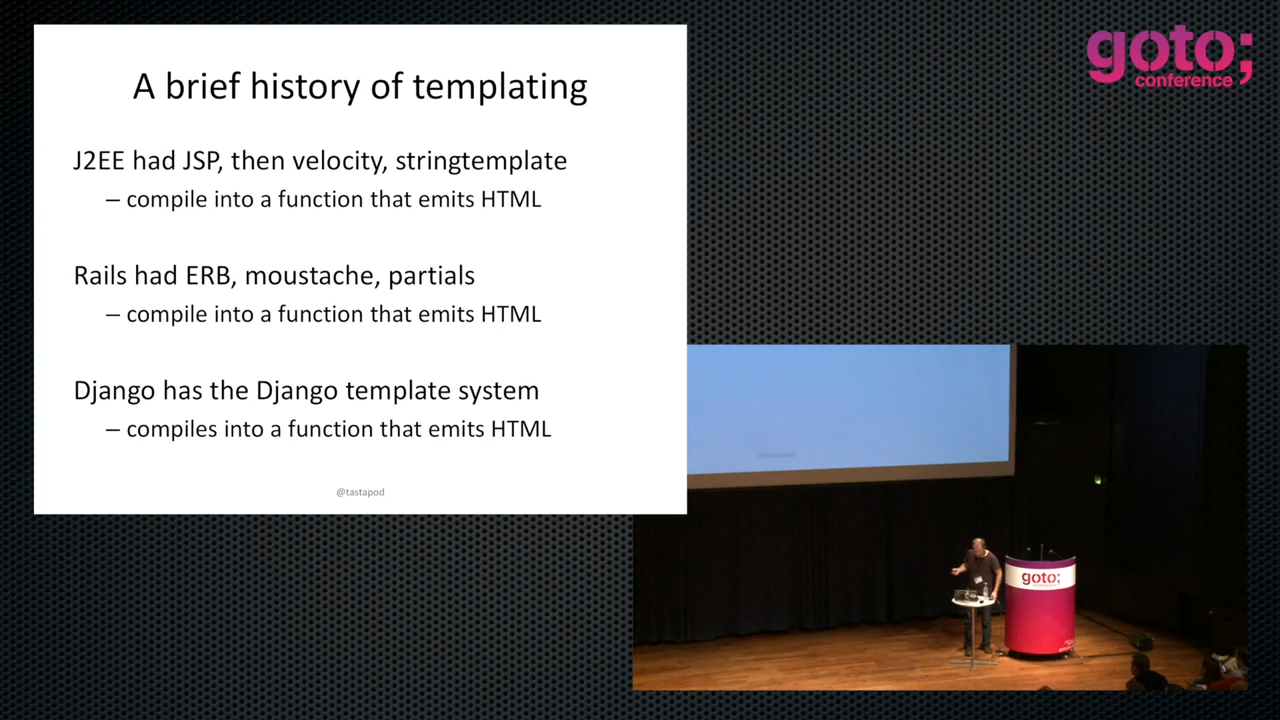 A brief history of templating
J2EE had JSP, then velocity, stringtemplate
– compile into a function that emits HTML
Rails had ERB, moustache, partials
– compile into a function that emits HTML
Django has the Django template system
– compiles into a function that emits HTML
@tastapod
goto;
conference
goto;